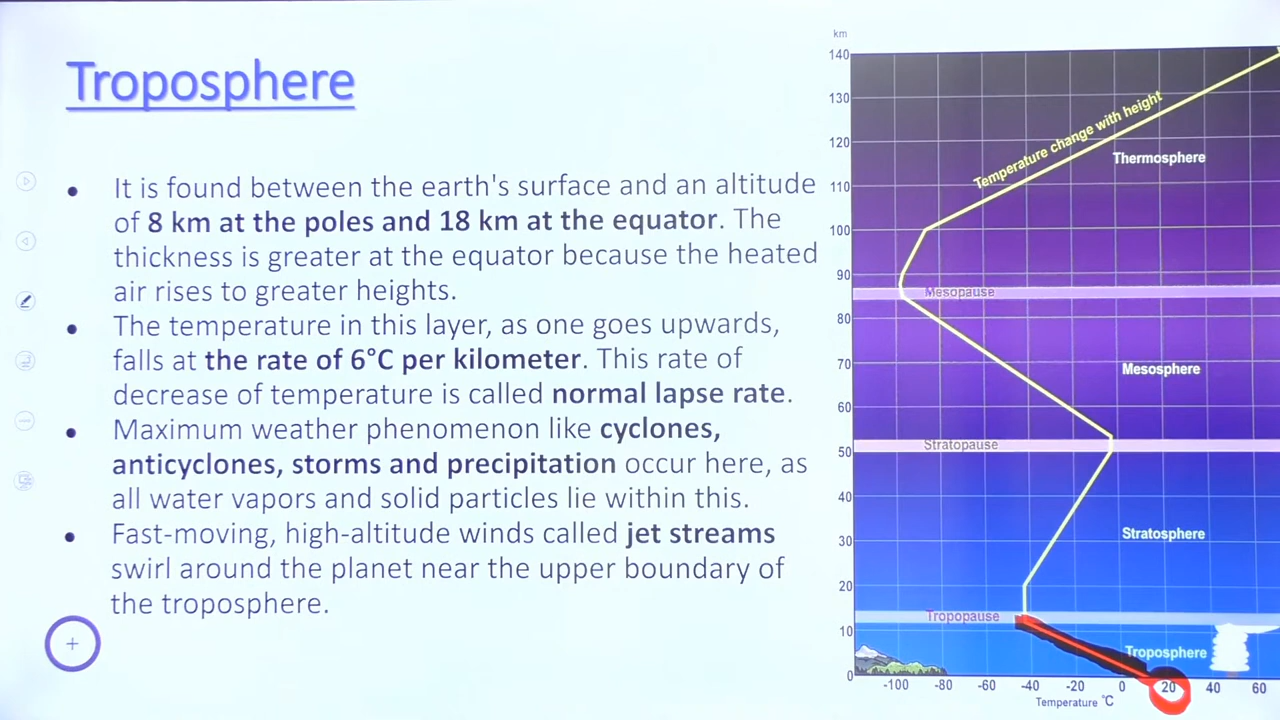 Troposphere
• It is found between the earth's surface and an altitude
of 8 km at the poles and 18 km at the equator. The
thickness is greater at the equator because the heated
air rises to greater heights.
• The temperature in this layer, as one goes upwards,
falls at the rate of 6°C per kilometer. This rate of
decrease of temperature is called normal lapse rate.
• Maximum weather phenomenon like cyclones,
anticyclones, storms and precipitation occur here, as
all water vapors and solid particles lie within this.
• Fast-moving, high-altitude winds called jet streams
swirl around the planet near the upper boundary of
the troposphere.
+
km
140
130
120
110
100
90
80
70
60
50
40
30
20
10
0
Temperature change with height
Thermosphere
Mesopause
Mesosphere
Stratopause
Stratosphere
Tropopause
Troposphere
-100 -80 -60 -40 -20 0 20 40 60
Temperature °C